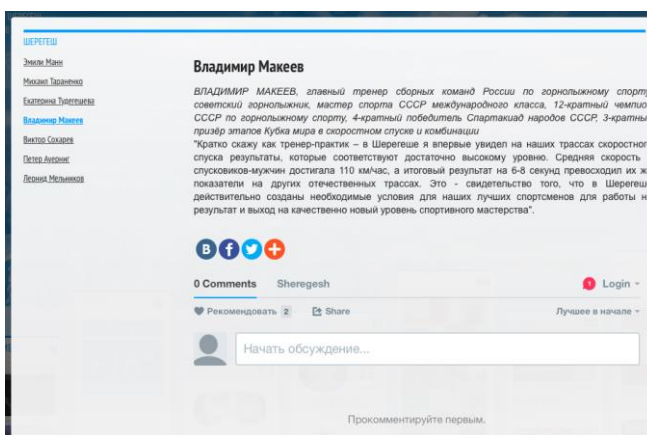 ШЕРЕГЕШ
Эмили Манн
Михаил Тараненко
Екатерина Тудегешева
Владимир Макеев
Виктор Сохарев
Петер Ауерниг
Леонид Мельников
Владимир Макеев
ВЛАДИМИР МАКЕЕВ, главный тренер сборных команд России по горнолыжному спорту
советский горнолыжник, мастер спорта СССР международного класса, 12-кратный чемпио
СССР по горнолыжному спорту, 4-кратный победитель Спартакиад народов СССР, 3-кратны
призёр этапов Кубка мира в скоростном спуске и комбинации
"Кратко скажу как тренер-практик – в Шерегеше я впервые увидел на наших трассах скоростног
спуска результаты, которые соответствуют достаточно высокому уровню. Средняя скорость
спусковиков-мужчин достигала 110 км/час, а итоговый результат на 6-8 секунд превосходил их ж
показатели на других отечественных трассах. Это - свидетельство того, что в Шерегеш
действительно созданы необходимые условия для наших лучших спортсменов для работы н
результат и выход на качественно новый уровень спортивного мастерства".
0 Comments Sheregesh 1 Login
Рекомендовать 2 Share Лучшее в начале
Начать обсуждение...
Прокомментируйте первым.